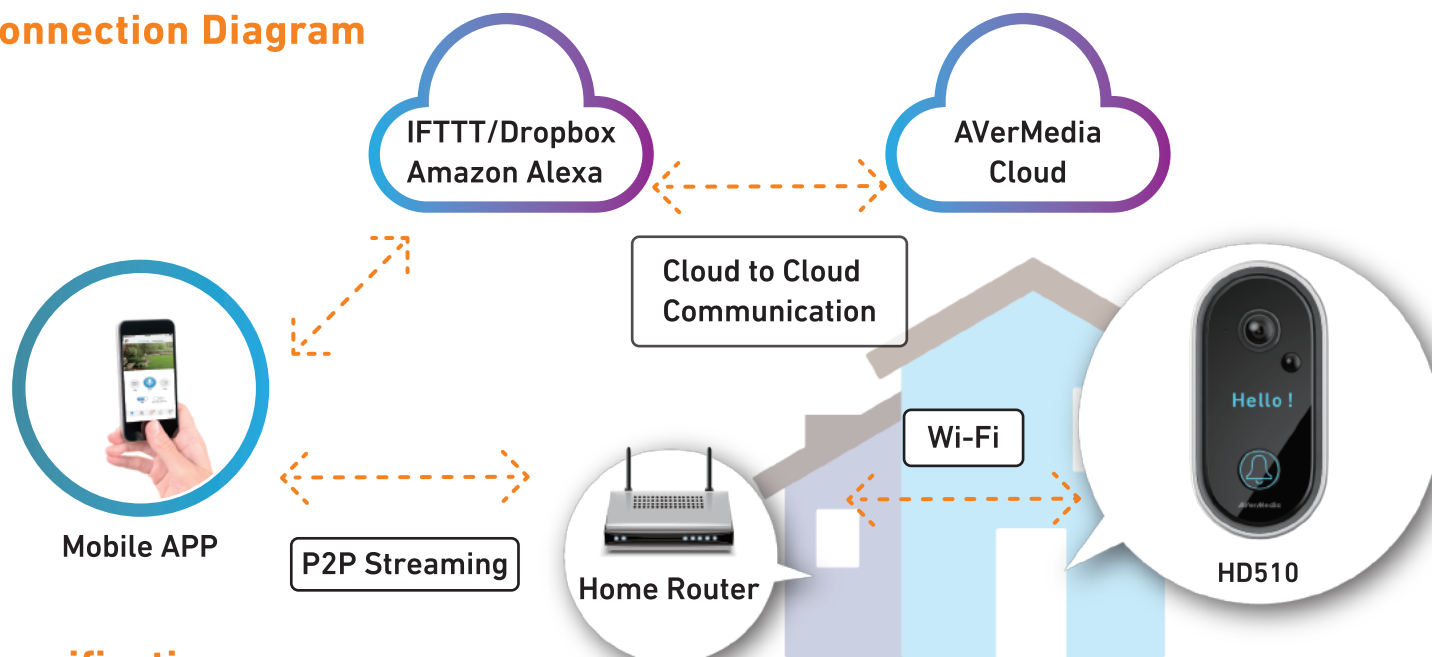 onnection Diagram
IFTTT/Dropbox
Amazon Alexa
AVerMedia
Cloud
Cloud to Cloud
Communication
Hello !
Wi-Fi
AVerMedia
HD510
Mobile APP
P2P Streaming
Home Router